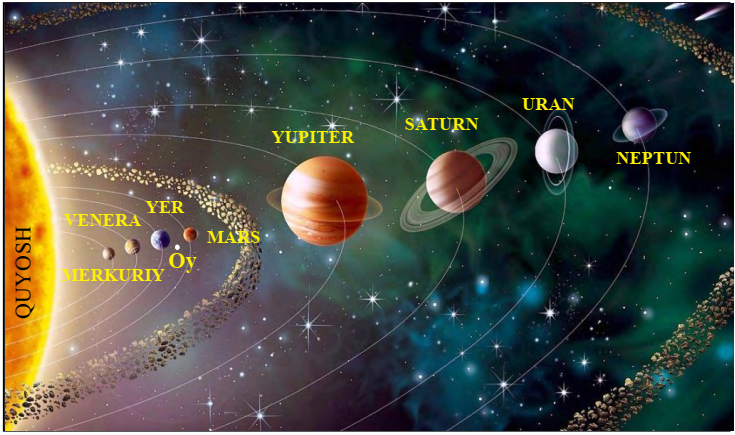 QUYOSH
MERKURIY
VENERA
YER
Oy
MARS
YUPITER
SATURN
URAN
NEPTUN